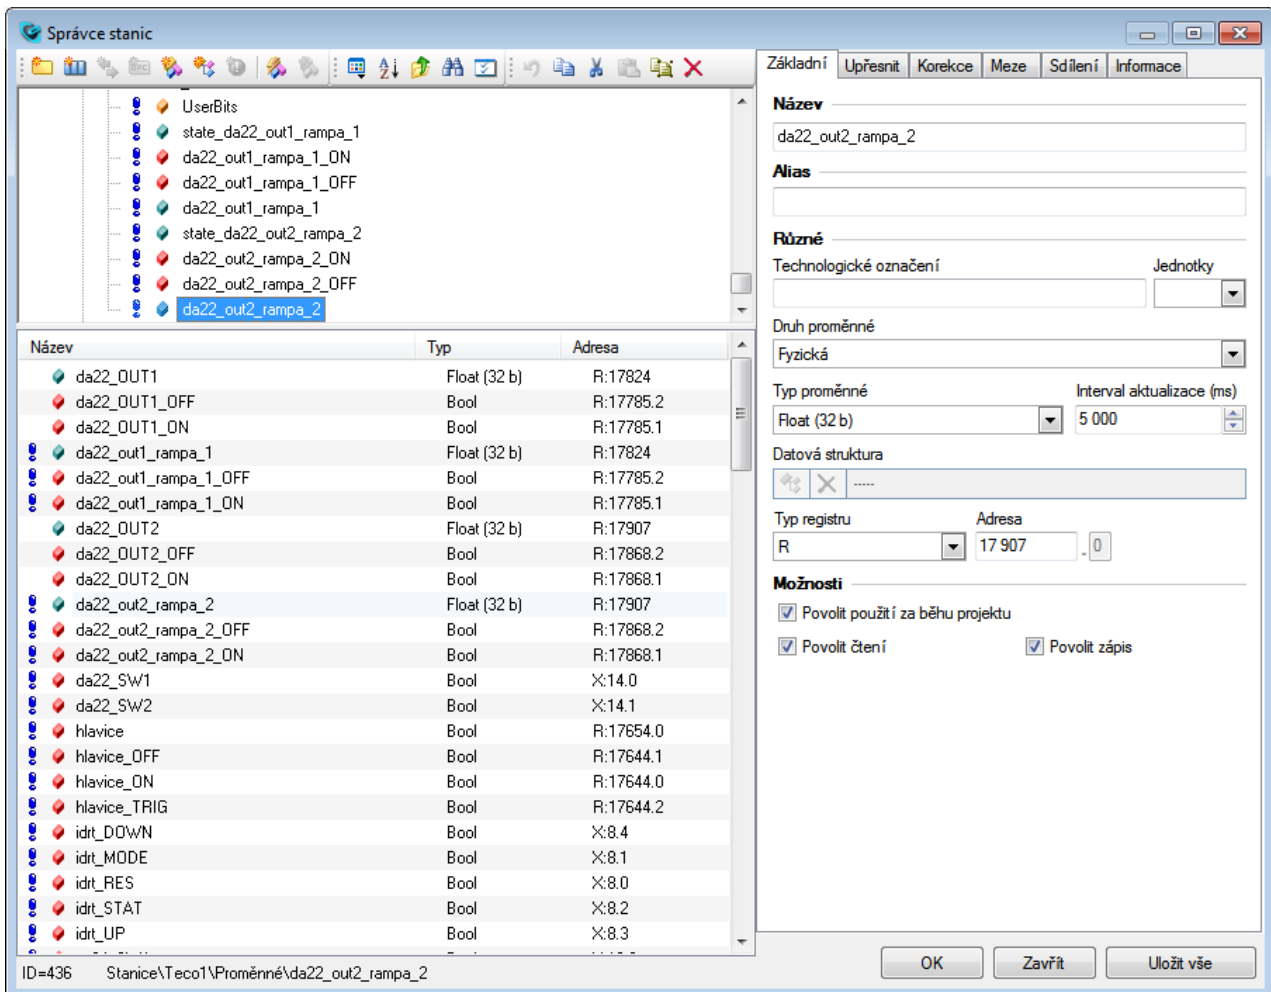 Správce stanic
UserBits
state_da22_out1_rampa_1
da22_out1_rampa_1_ON
da22_out1_rampa_1_OFF
da22_out1_rampa_1
state_da22_out2_rampa_2
da22_out2_rampa_2_ON
da22_out2_rampa_2_OFF
da22_out2_rampa_2
Název Typ Adresa
da22_OUT1 Float (32 b) R:17824
da22_OUT1_OFF Bool R:17785.2
da22_OUT1_ON Bool R:17785.1
da22_out1_rampa_1 Float (32 b) R:17824
da22_out1_rampa_1_OFF Bool R:17785.2
da22_out1_rampa_1_ON Bool R:17785.1
da22_OUT2 Float (32 b) R:17907
da22_OUT2_OFF Bool R:17868.2
da22_OUT2_ON Bool R:17868.1
da22_out2_rampa_2 Float (32 b) R:17907
da22_out2_rampa_2_OFF Bool R:17868.2
da22_out2_rampa_2_ON Bool R:17868.1
da22_SW1 Bool X:14.0
da22_SW2 Bool X:14.1
hlavice Bool R:17654.0
hlavice_OFF Bool R:17644.1
hlavice_ON Bool R:17644.0
hlavice_TRIG Bool R:17644.2
idrt_DOWN Bool X:8.4
idrt_MODE Bool X:8.1
idrt_RES Bool X:8.0
idrt_STAT Bool X:8.2
idrt_UP Bool X:8.3
ID=436 Stanice\Teco1\Proměnné\da22_out2_rampa_2
Základní Upřesnit Korekce Meze Sdílení Informace
Název
da22_out2_rampa_2
Alias
Různé
Technologické označení Jednotky
Druh proměnné
Fyzická
Typ proměnné Interval aktualizace (ms)
Float (32 b) 5 000
Datová struktura
-----
Typ registru Adresa
R 17 907 . 0
Možnosti
Povolit použití za běhu projektu
Povolit čtení Povolit zápis
OK Zavřít Uložit vše